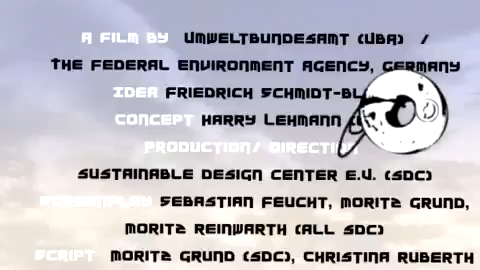 A FILM BY UMWELTBUNDESAMT (UBA) /
THE FEDERAL ENVIRONMENT AGENCY, GERMANY
IDEA FRIEDRICH SCHMIDT-BL
CONCEPT HARRY LEHMANN
PRODUCTION/ DIRECTION
SUSTAINABLE DESIGN CENTER E.V. (SDC)
SCREENPLAY SEBASTIAN FEUCHT, MORITZ GRUND,
MORITZ REINWARTH (ALL SDC)
SCRIPT MORITZ GRUND (SDC), CHRISTINA RUBERTH